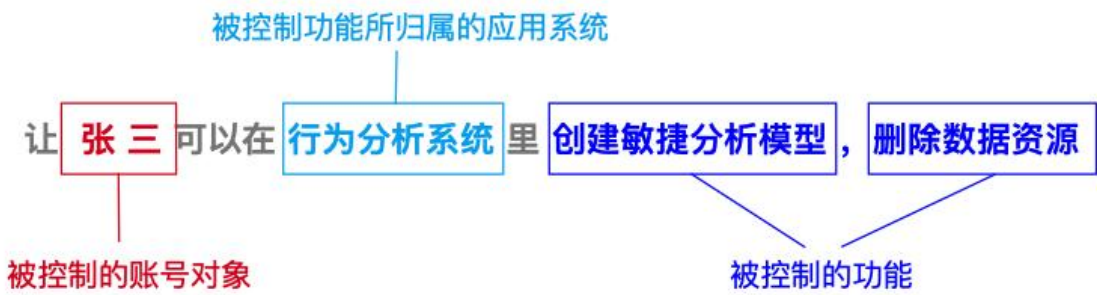 被控制功能所归属的应用系统
让 张 三 可以在 行为分析系统 里 创建敏捷分析模型， 删除数据资源
被控制的账号对象 被控制的功能